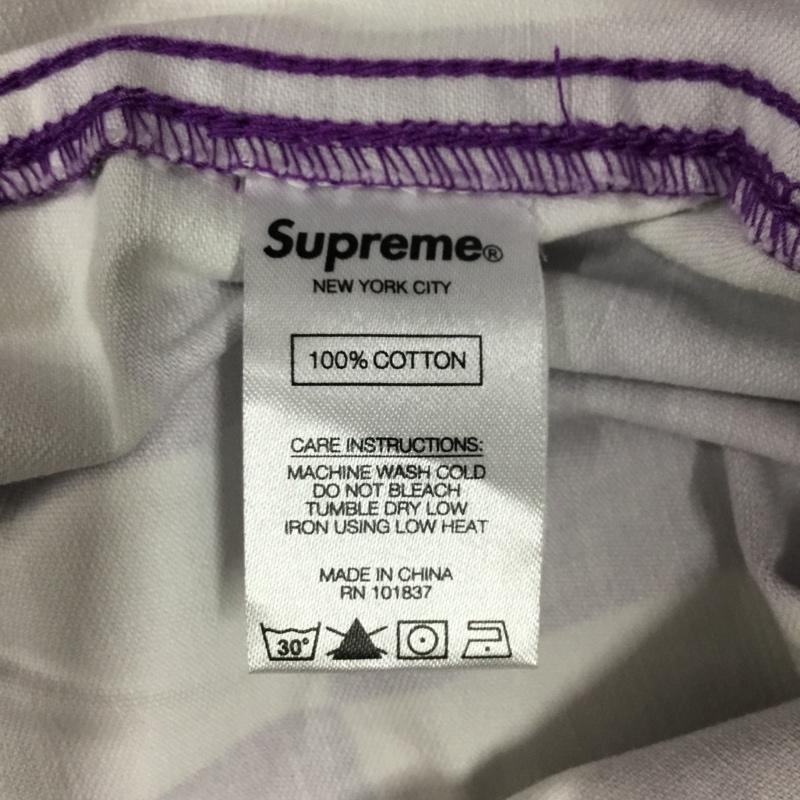 Supreme®
NEW YORK CITY
100% COTTON
CARE INSTRUCTIONS:
MACHINE WASH COLD
DO NOT BLEACH
TUMBLE DRY LOW
IRON USING LOW HEAT
MADE IN CHINA
RN 101837
30°